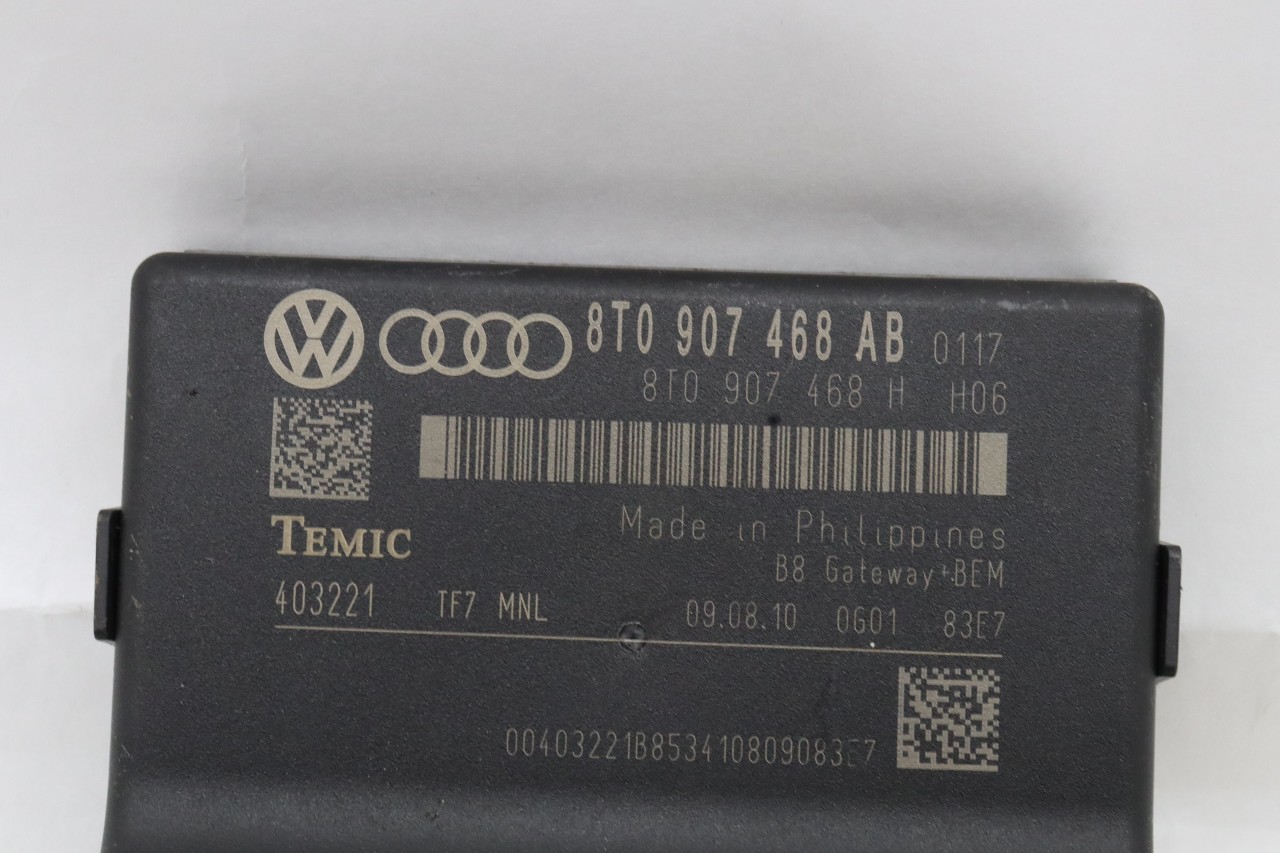 8T0 907 468 AB 0117
8T0 907 468 H H06
TEMIC
Made in Philippines
B8 Gateway+BEM
403221 TF7 MNL 09.08.10 0G01 83E7
00403221B853410809083E7